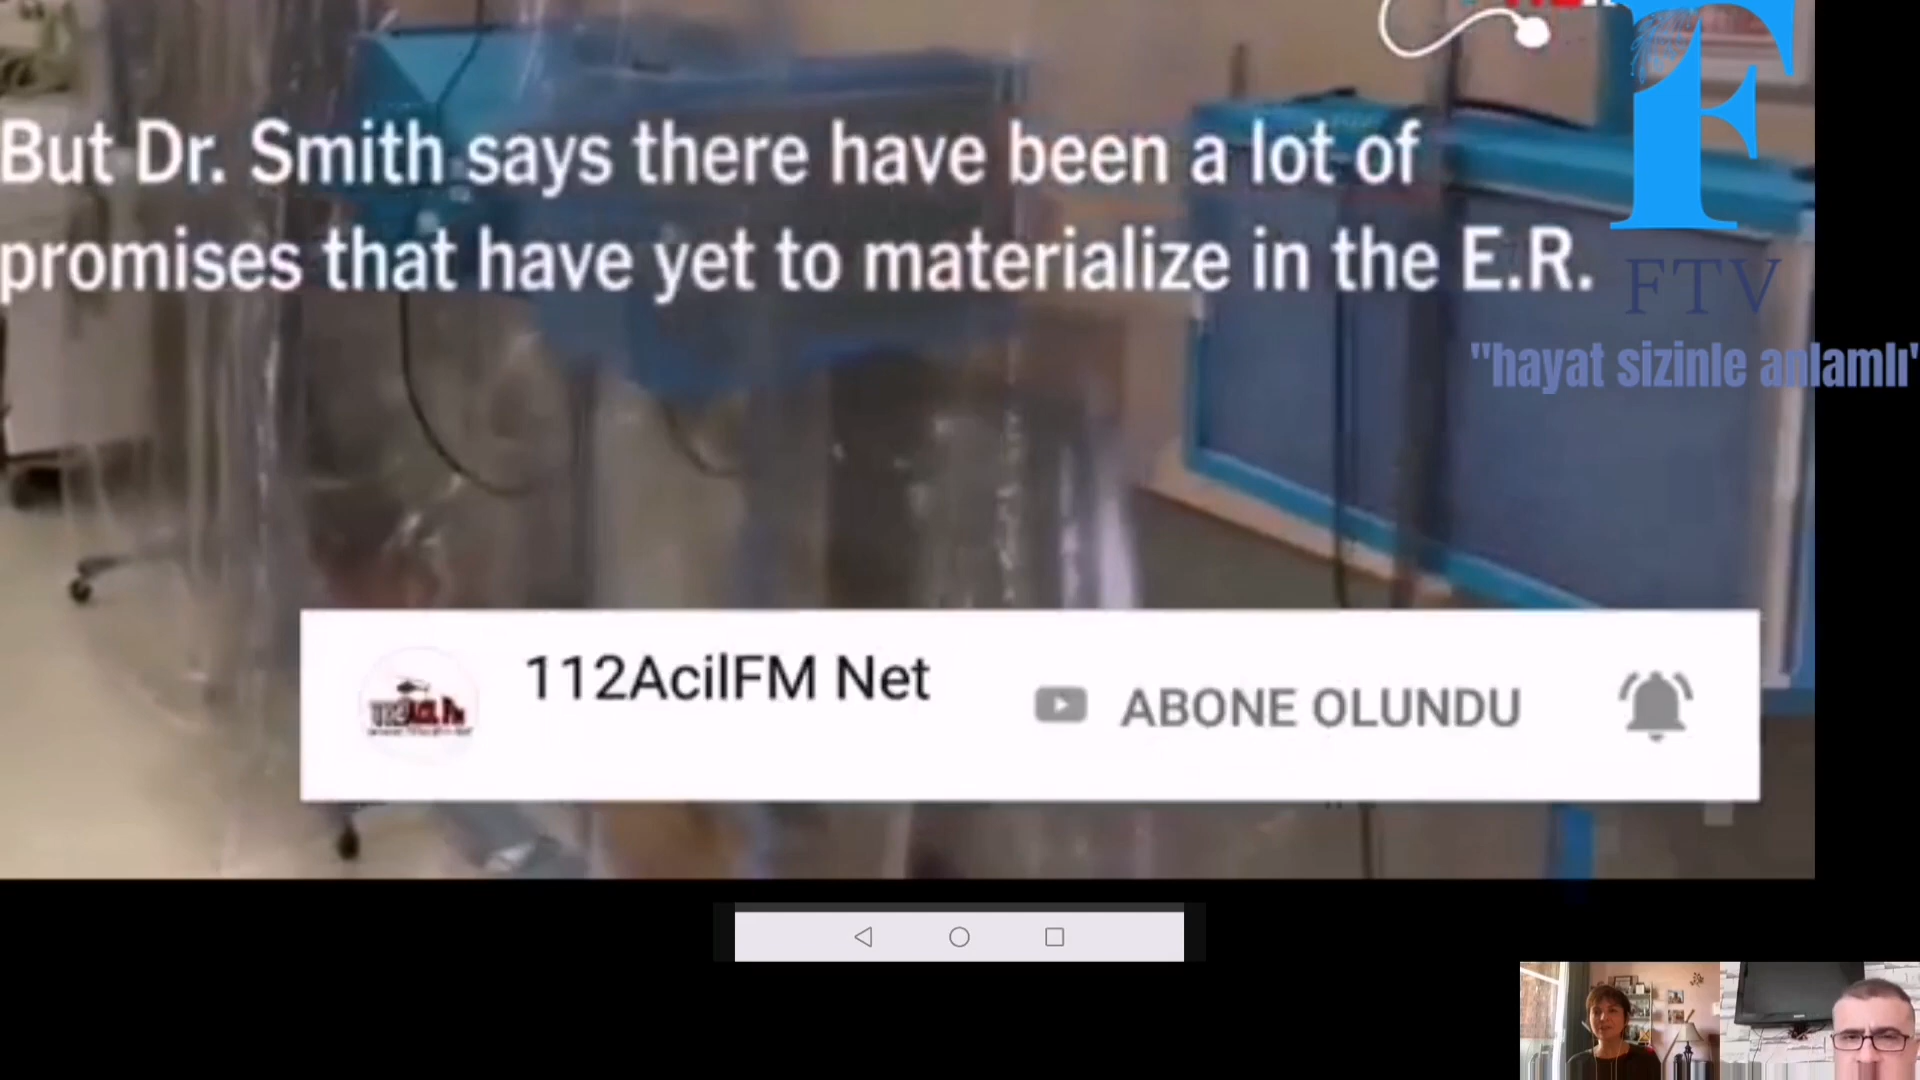 But Dr. Smith says there have been a lot of
promises that have yet to materialize in the E.R.
FTV
"hayat sizinle anlamlı"
112AcilFM Net
ABONE OLUNDU